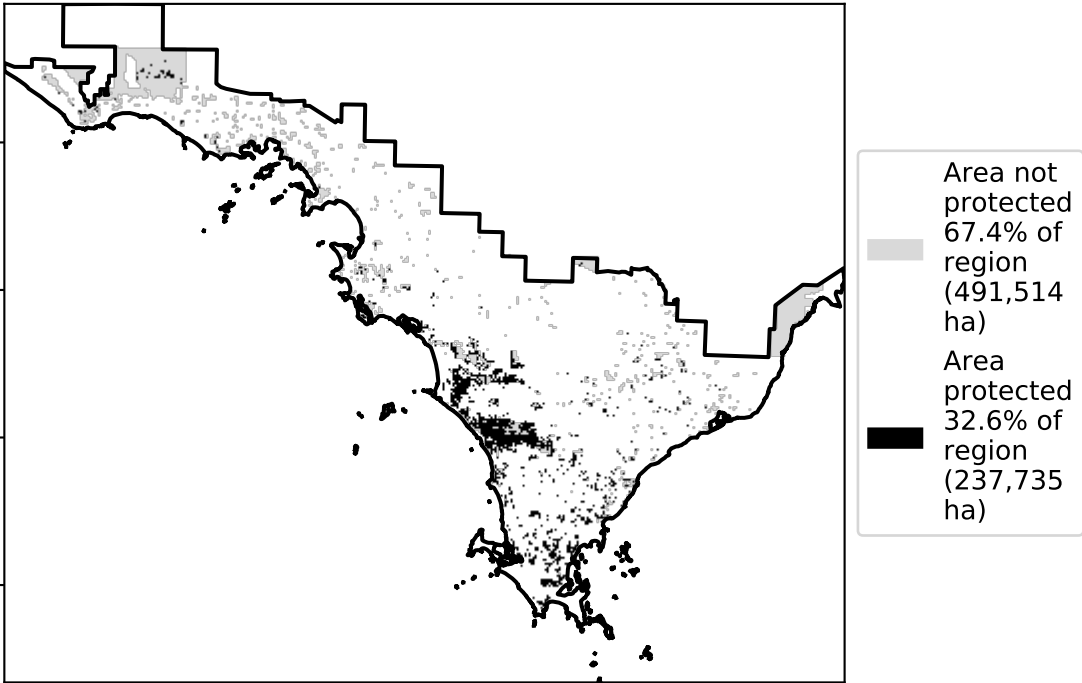 Area not
protected
67.4% of
region
(491,514
ha)
Area
protected
32.6% of
region
(237,735
ha)